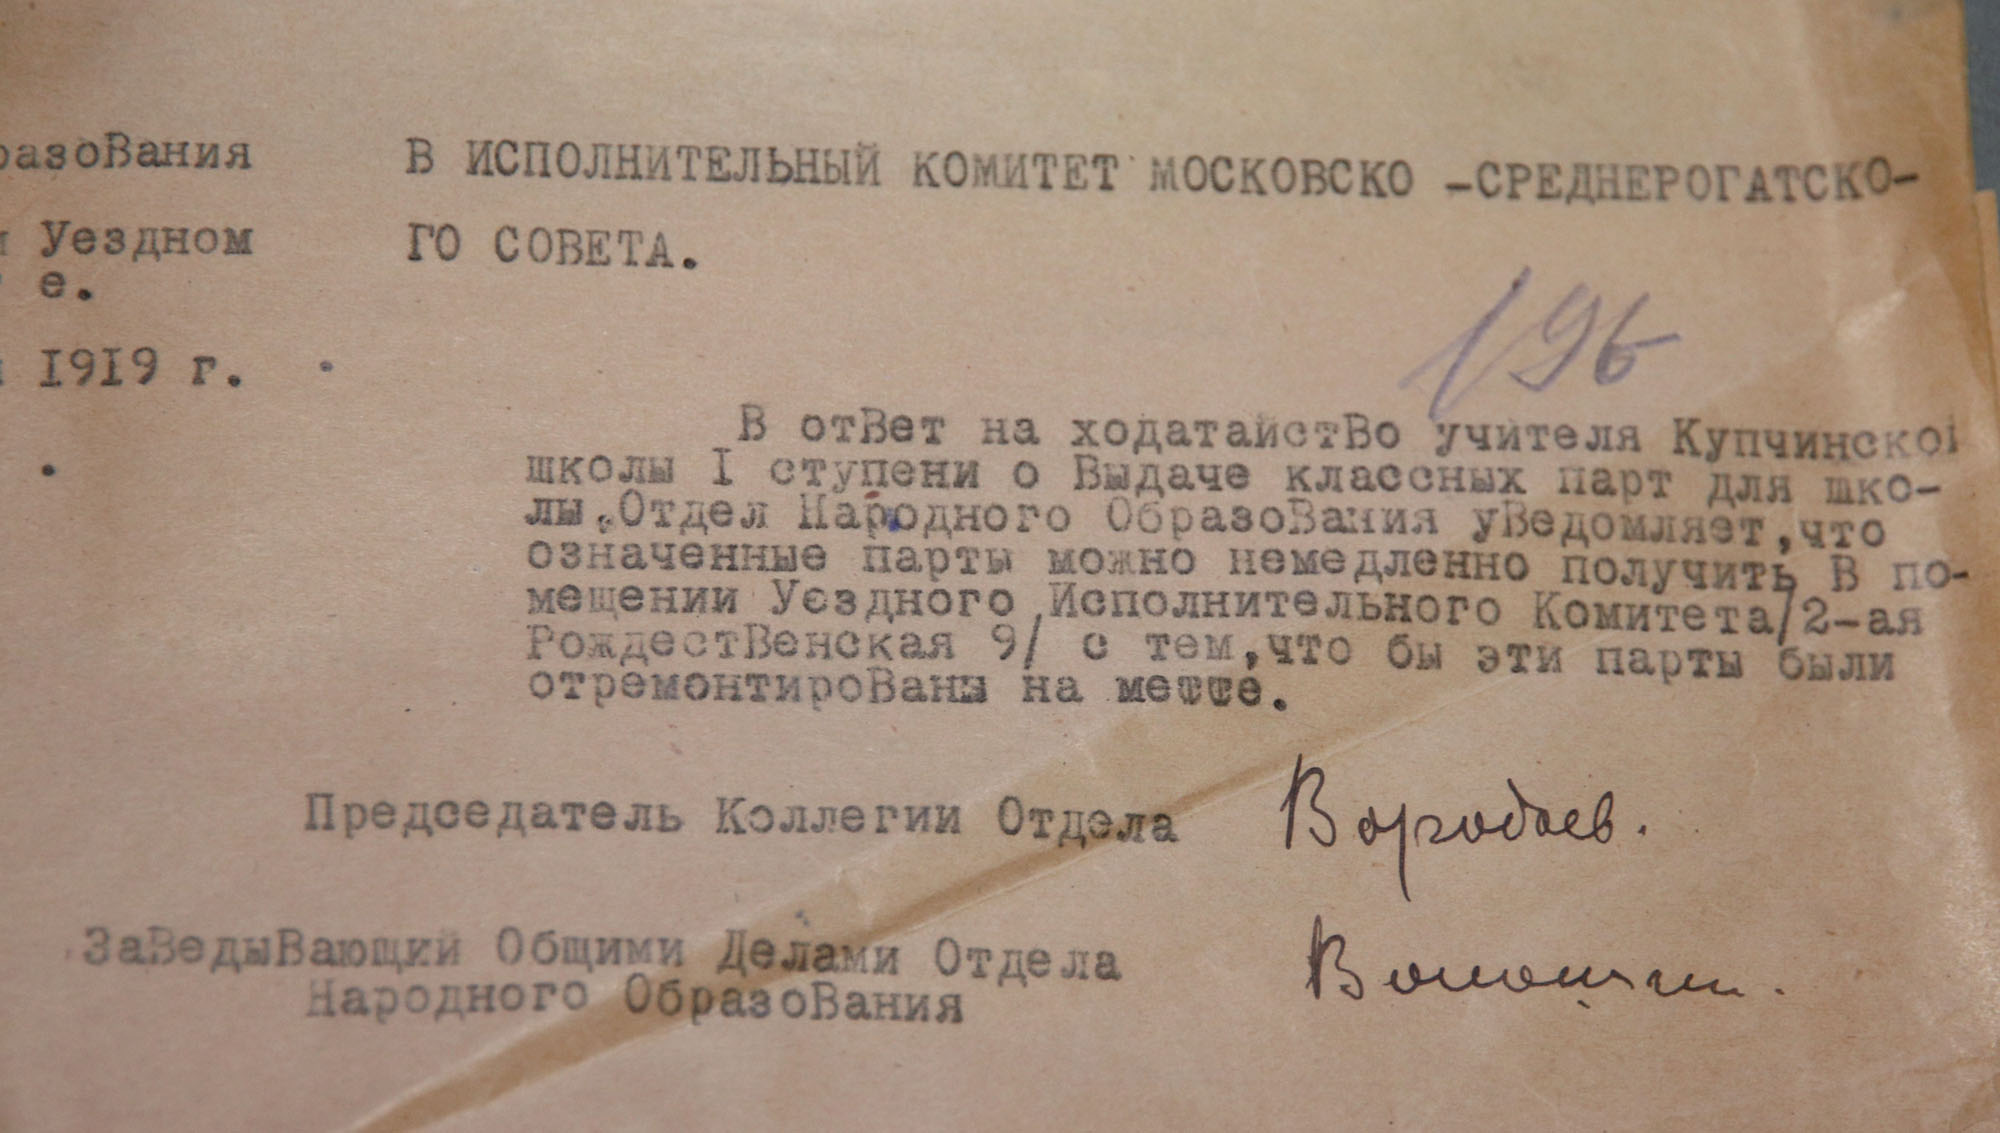 разоВания
В ИСПОЛНИТЕЛЬНЫЙ КОМИТЕТ МОСКОВСКО -СРЕДНЕРОГАТСКО-
Уездном
ГО СОВЕТА.
е.
196
1919 г.
В отВет на ходатайстВо учителя Купчинской
школы I ступени о Выдаче классных парт для шко-
лы.Отдел Народного ОбразоВания уВедомляет,что
означенные парты можно немедленно получить В по-
мещении Уездного Исполнительного Комитета/2-ая
РождестВенская 9/ с тем,что бы эти парты были
отремонтироВаны на месте.
Председатель Коллегии Отдела Воробьев.
ЗаВедыВающий Общими Делами Отдела
Народного ОбразоВания